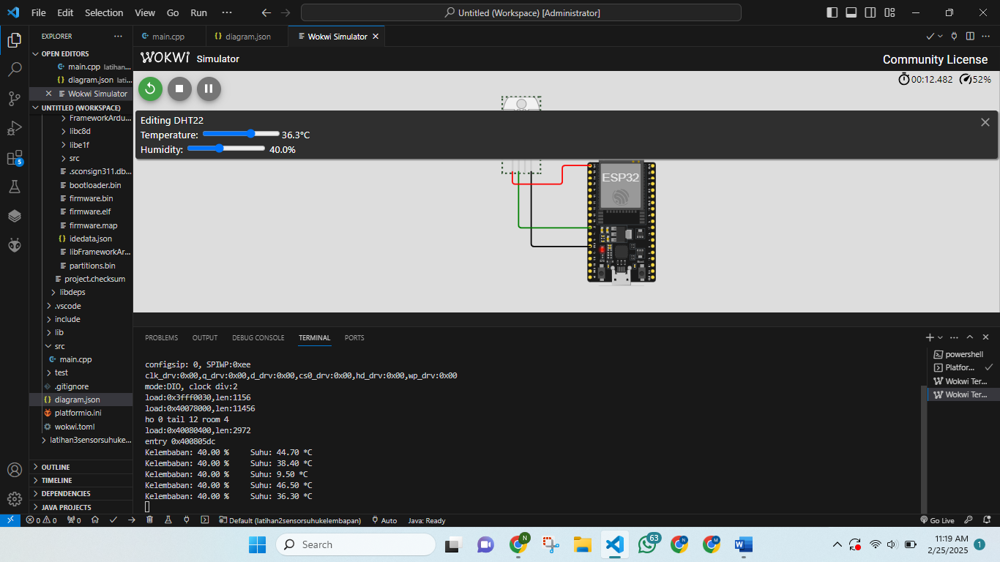 File Edit Selection View Go Run ··· Untitled (Workspace) [Administrator]
EXPLORER ···
OPEN EDITORS
main.cpp latihan...
diagram.json lati...
Wokwi Simulator
UNTITLED (WORKSPACE)
FrameworkArdu...
libc8d
libe1f
src
.sconsign311.db...
bootloader.bin
firmware.bin
firmware.elf
firmware.map
idedata.json
libFrameworkAr...
partitions.bin
project.checksum
libdeps
.vscode
include
lib
src
main.cpp
test
.gitignore
diagram.json
platformio.ini
wokwi.toml
latihan3sensorsuhuke...
OUTLINE
TIMELINE
DEPENDENCIES
JAVA PROJECTS
5
main.cpp diagram.json Wokwi Simulator
WOKWI Simulator Community License
00:12.482 52%
Editing DHT22
Temperature: 36.3°C
Humidity: 40.0%
ESP32
PROBLEMS OUTPUT DEBUG CONSOLE TERMINAL PORTS
configsip: 0, SPIWP:0xee
clk_drv:0x00,q_drv:0x00,d_drv:0x00,cs0_drv:0x00,hd_drv:0x00,wp_drv:0x00
mode:DIO, clock div:2
load:0x3fff0030,len:1156
load:0x40078000,len:11456
ho 0 tail 12 room 4
load:0x40080400,len:2972
entry 0x400805dc
Kelembaban: 40.00 % Suhu: 44.70 *C
Kelembaban: 40.00 % Suhu: 38.40 *C
Kelembaban: 40.00 % Suhu: 9.50 *C
Kelembaban: 40.00 % Suhu: 46.50 *C
Kelembaban: 40.00 % Suhu: 36.30 *C
powershell
Platfor...
Wokwi Ter...
Wokwi Ter...
0 0 0 Default (latihan2sensorsuhukelembapan) Auto Java: Ready Go Live
Search
N
63
N
M
11:19 AM
2/25/2025
1